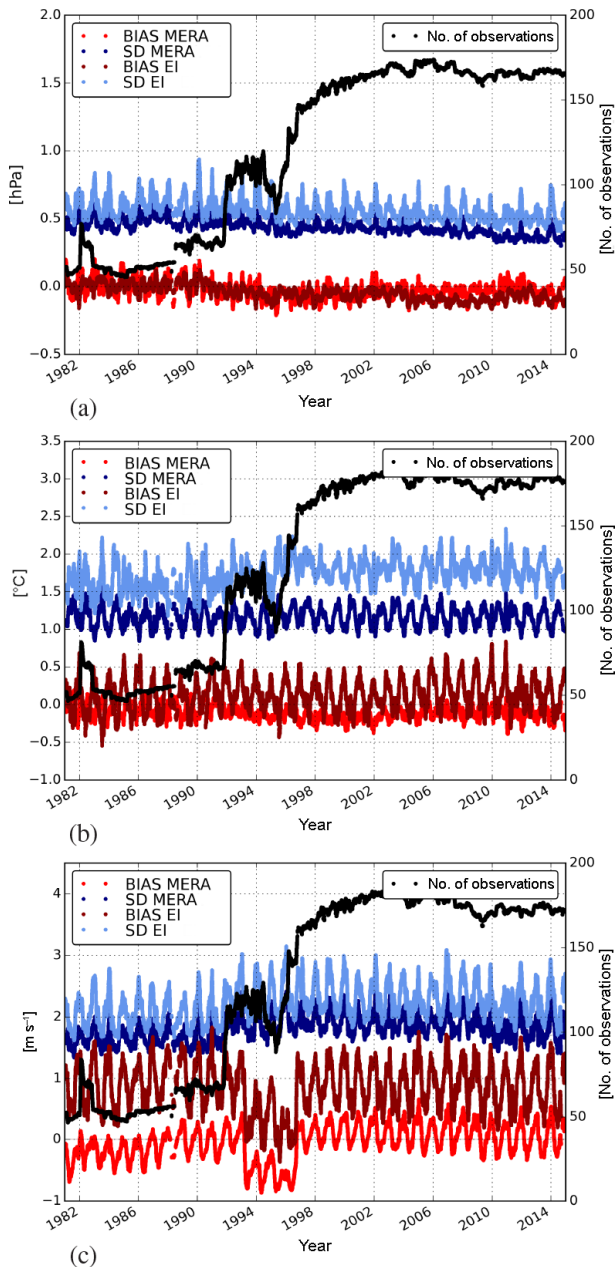 BIAS MERA
SD MERA
BIAS EI
SD EI
No. of observations
2.0
1.5
1.0
0.5
0.0
−0.5
[hPa]
200
150
100
50
0
[No. of observations]
1982
1986
1990
1994
1998
2002
2006
2010
2014
Year
(a)
BIAS MERA
SD MERA
BIAS EI
SD EI
No. of observations
3.5
3.0
2.5
2.0
1.5
1.0
0.5
0.0
−0.5
−1.0
[°C]
200
150
100
50
0
[No. of observations]
1982
1986
1990
1994
1998
2002
2006
2010
2014
Year
(b)
BIAS MERA
SD MERA
BIAS EI
SD EI
No. of observations
4
3
2
1
0
−1
[m s⁻¹]
200
150
100
50
0
[No. of observations]
1982
1986
1990
1994
1998
2002
2006
2010
2014
Year
(c)